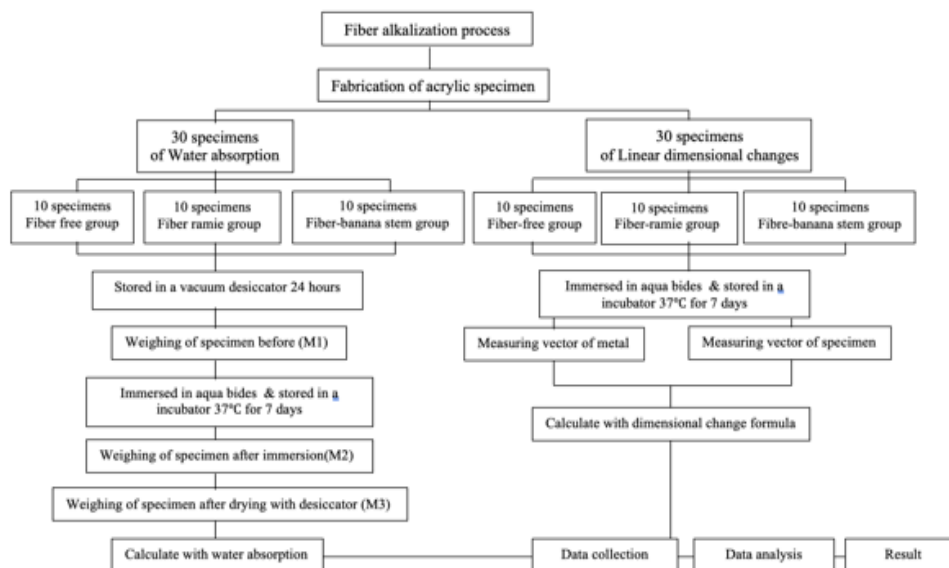 Fiber alkalization process
Fabrication of acrylic specimen
30 specimens
of Water absorption
30 specimens
of Linear dimensional changes
10 specimens
Fiber free group
10 specimens
Fiber ramie group
10 specimens
Fiber-banana stem group
10 specimens
Fiber-free group
10 specimens
Fiber-ramie group
10 specimens
Fibre-banana stem group
Stored in a vacuum desiccator 24 hours
Weighing of specimen before (M1)
Immersed in aqua bides & stored in a
incubator 37°C for 7 days
Weighing of specimen after immersion(M2)
Weighing of specimen after drying with desiccator (M3)
Calculate with water absorption
Immersed in aqua bides & stored in a
incubator 37°C for 7 days
Measuring vector of metal
Measuring vector of specimen
Calculate with dimensional change formula
Data collection
Data analysis
Result